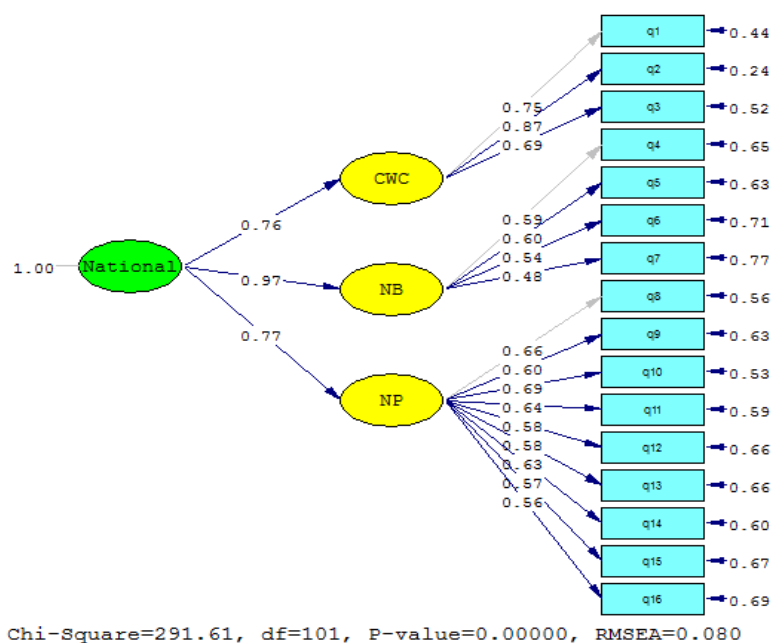 q1 0.44
q2 0.24
0.75
q3 0.52
0.87
0.69
q4 0.65
CWC
q5 0.63
0.59
q6 0.71
0.76
0.60
0.54
q7 0.77
1.00 National
0.48
0.97
NB
q8 0.56
q9 0.63
0.77
0.66
0.60
q10 0.53
0.69
NP
0.64
q11 0.59
0.58
q12 0.66
0.58
0.63
q13 0.66
0.57
0.56
q14 0.60
q15 0.67
q16 0.69
Chi-Square=291.61, df=101, P-value=0.00000, RMSEA=0.080